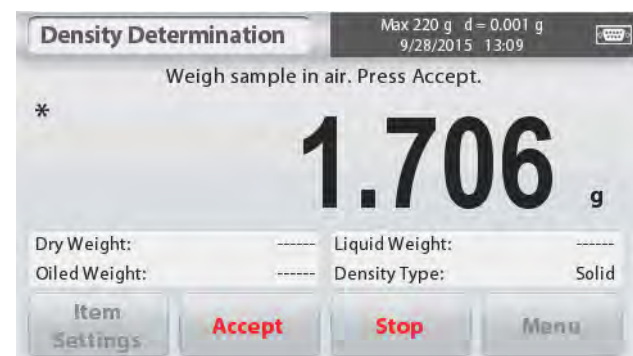 Density Determination
Max 220 g d = 0.001 g
9/28/2015 13:09
Weigh sample in air. Press Accept.
*
1.706 g
Dry Weight: ------ Liquid Weight: ------
Oiled Weight: ------ Density Type: Solid
Item Settings
Accept
Stop
Menu